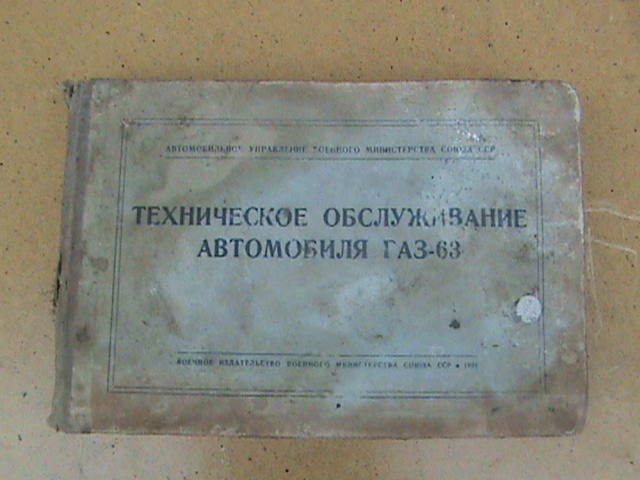 АВТОМОБИЛЬНОЕ УПРАВЛЕНИЕ ВОЕННОГО МИНИСТЕРСТВА СОЮЗА ССР
ТЕХНИЧЕСКОЕ ОБСЛУЖИВАНИЕ
АВТОМОБИЛЯ ГАЗ-63
ВОЕННОЕ ИЗДАТЕЛЬСТВО ВОЕННОГО МИНИСТЕРСТВА СОЮЗА ССР